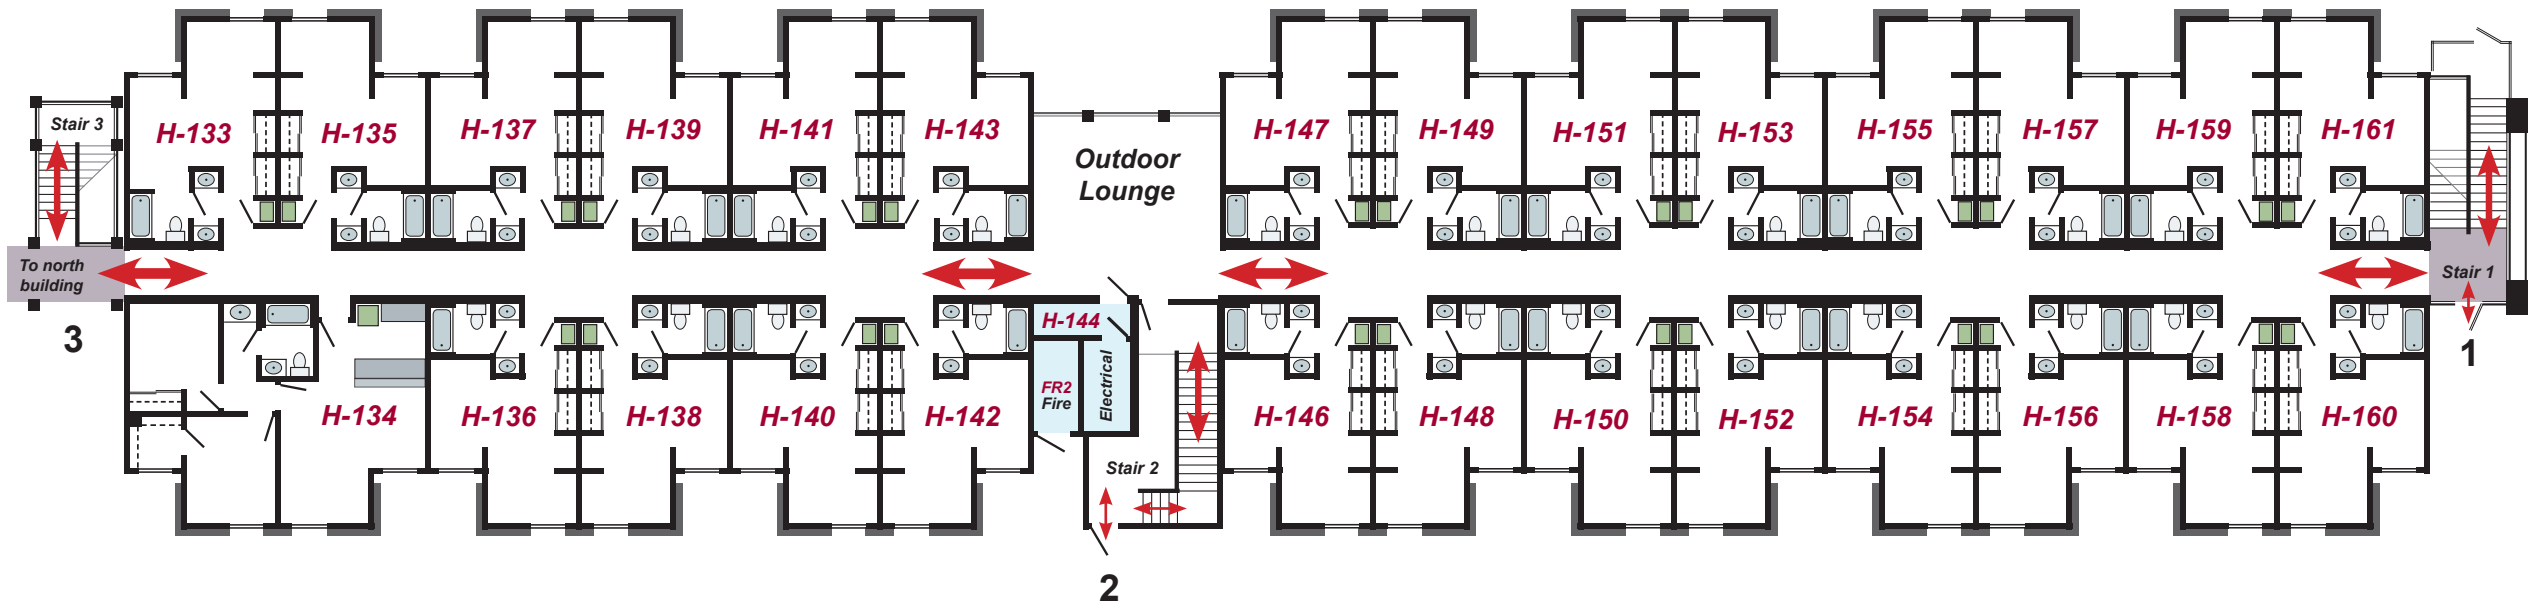 Stair 3
H-133
H-135
H-137
H-139
H-141
H-143
Outdoor
Lounge
H-147
H-149
H-151
H-153
H-155
H-157
H-159
H-161
To north
building
Stair 1
3
1
H-134
H-136
H-138
H-140
H-142
H-144
FR2
Fire
Electrical
Stair 2
H-146
H-148
H-150
H-152
H-154
H-156
H-158
H-160
2